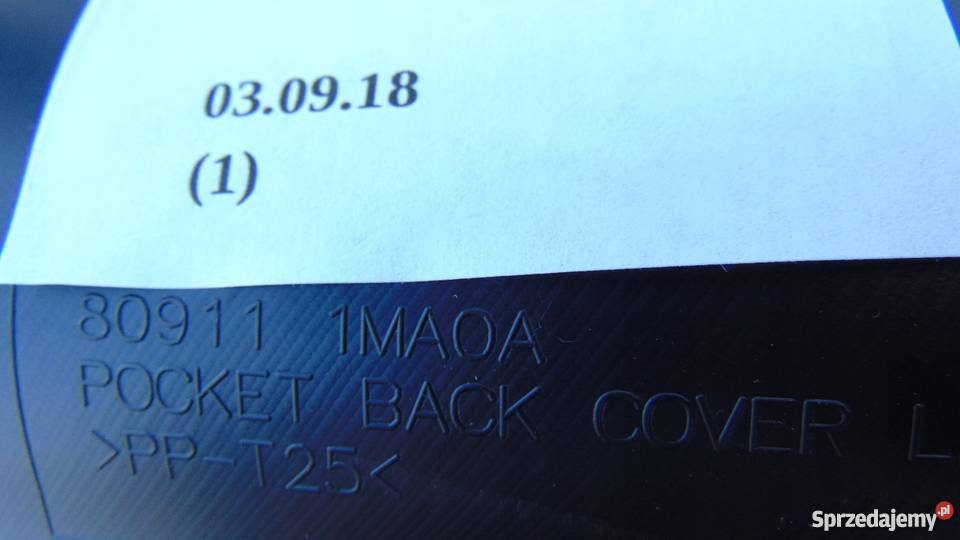 03.09.18
(1)
80911 1MA0A
POCKET BACK COVER L
>PP-T25<
Sprzedajemy.pl